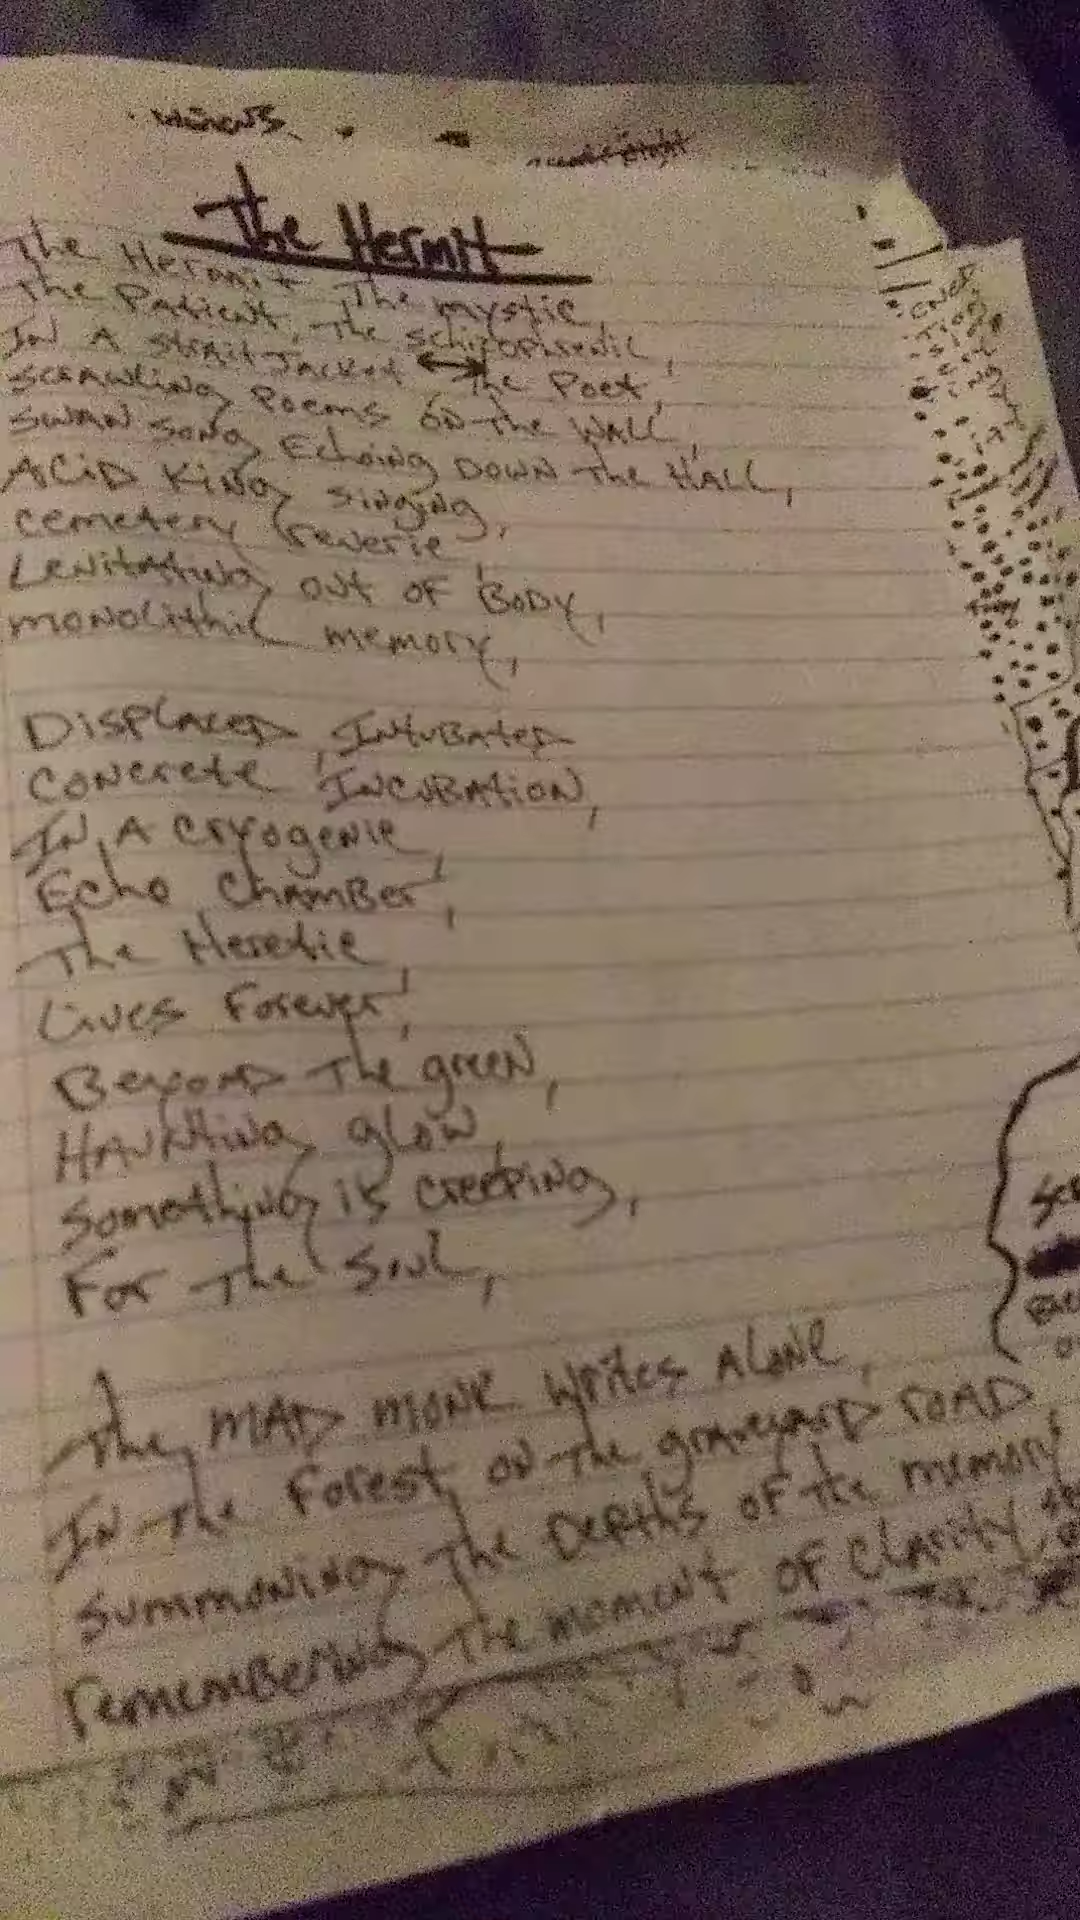 The Hermit
The Hermit The mystic,
The Patient, The Schizophrenic,
IN A Strait Jacket ↔ The Poet,
Scrawling Poems on The Wall,
Swan Song Echoing Down The Hall,
Acid King singing,
cemetery reverie,
Levitating out of Body,
monolithic memory,
Displaced, Intubated
Concrete Incubation,
In A Cryogenic,
Echo Chamber,
The Heretic,
Lives Forever,
Beyond The green,
Haunting glow,
Something is Creeping,
For The Soul,
The MAD MONK Writes Alone,
In The Forest, on The graveyard road,
Summoning The Depths of the memory
remembering The moment of Clarity,